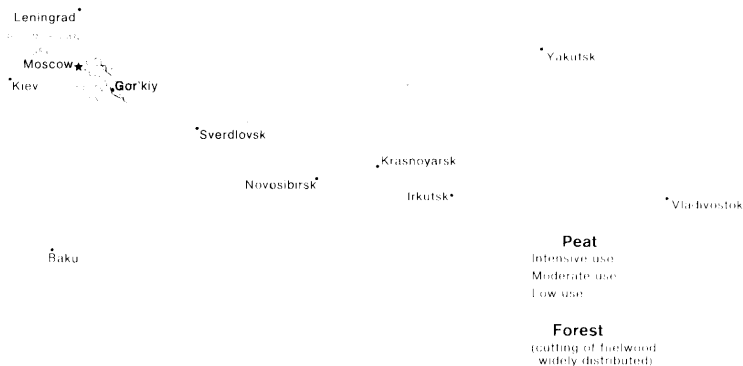 Leningrad
Moscow
Yakutsk
Kiev
Gor'kiy
Sverdlovsk
Krasnoyarsk
Novosibirsk
Irkutsk
Vladivostok
Baku
Peat
Intensive use
Moderate use
Low use
Forest
(cutting of fuelwood
widely distributed)